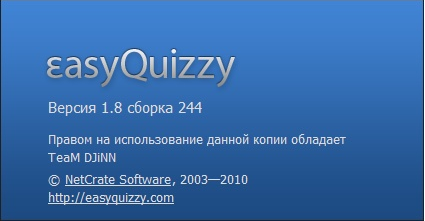 εasyQuizzy
Версия 1.8 сборка 244
Правом на использование данной копии обладает
TeaM DJiNN
© NetCrate Software, 2003—2010
http://easyquizzy.com